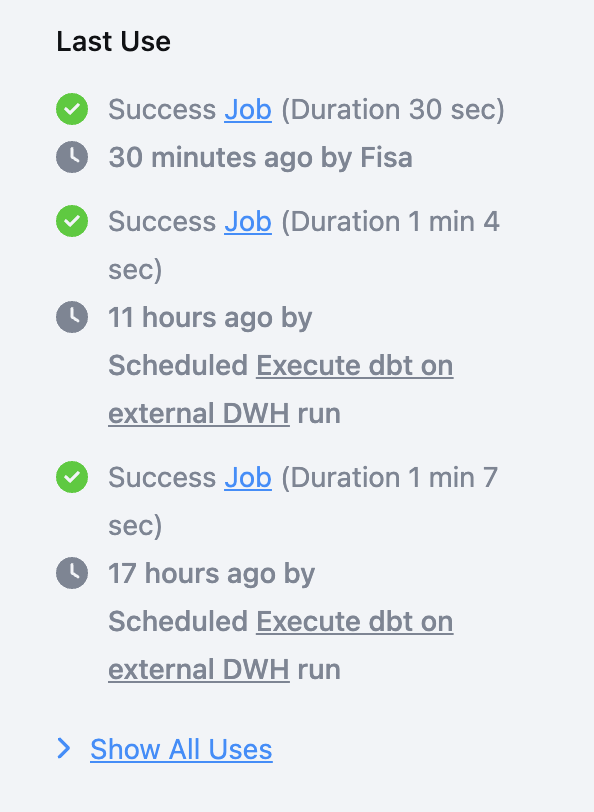 Last Use
Success Job (Duration 30 sec)
30 minutes ago by Fisa
Success Job (Duration 1 min 4
sec)
11 hours ago by
Scheduled Execute dbt on
external DWH run
Success Job (Duration 1 min 7
sec)
17 hours ago by
Scheduled Execute dbt on
external DWH run
Show All Uses